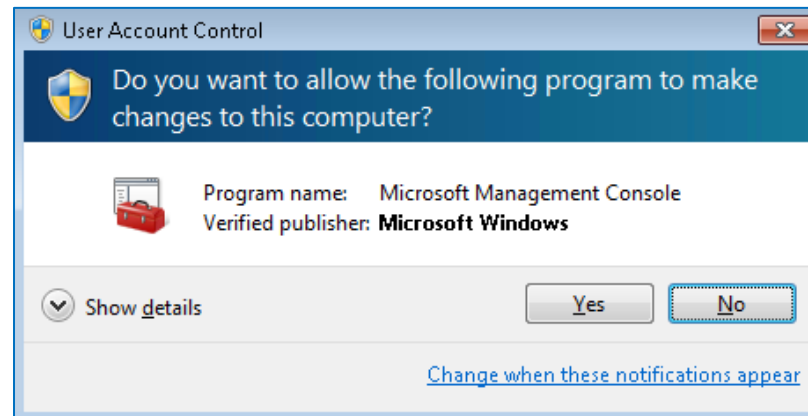 User Account Control
Do you want to allow the following program to make
changes to this computer?
Program name: Microsoft Management Console
Verified publisher: Microsoft Windows
Show details
Yes
No
Change when these notifications appear